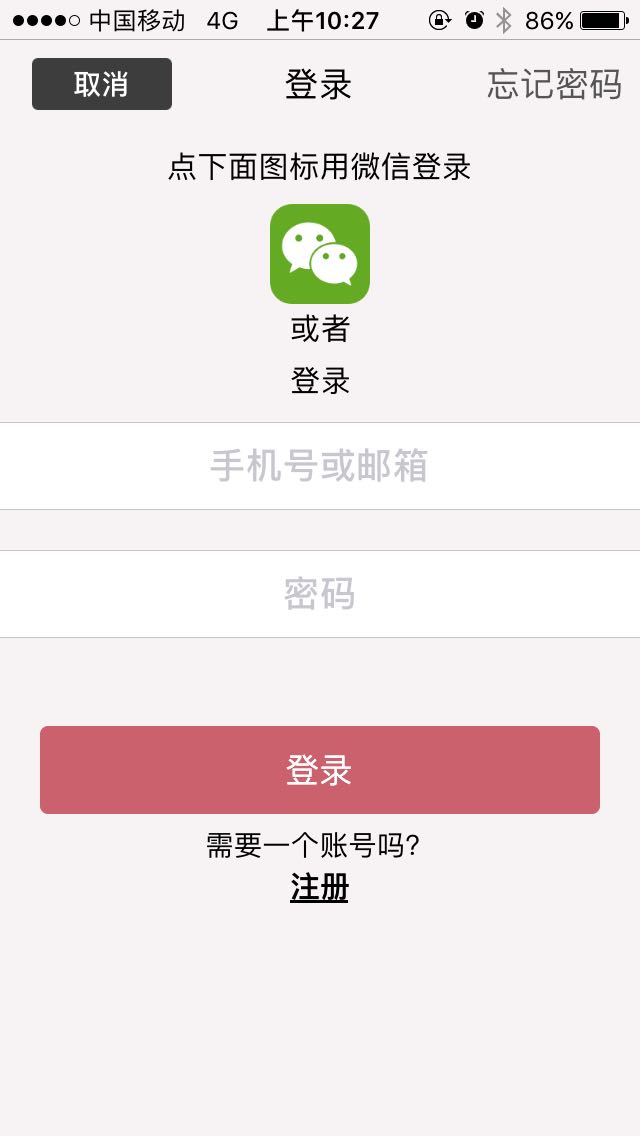 中国移动 4G 上午10:27 86%
取消 登录 忘记密码
点下面图标用微信登录
或者
登录
手机号或邮箱
密码
登录
需要一个账号吗?
注册